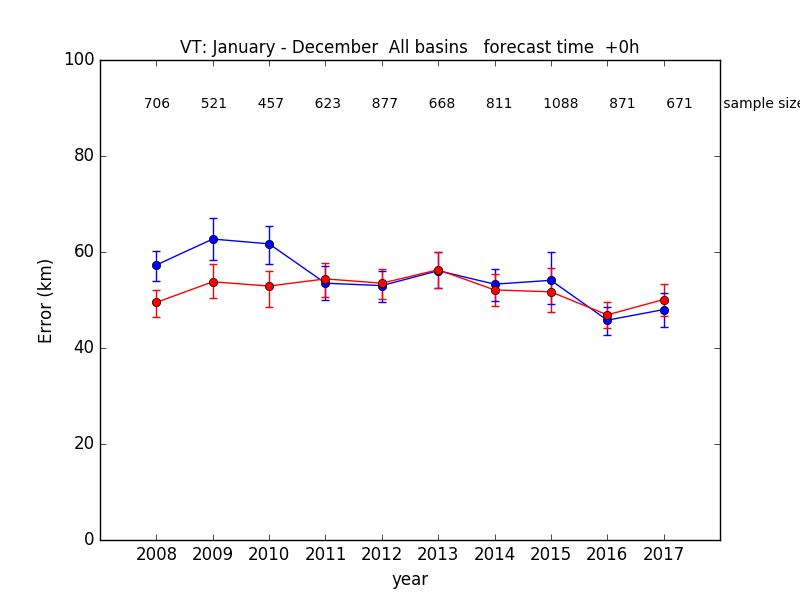 VT: January - December  All basins   forecast time  +0h
100
706 521 457 623 877 668 811 1088 871 671 sample size
80
60
Error (km)
40
20
0
2008 2009 2010 2011 2012 2013 2014 2015 2016 2017
year